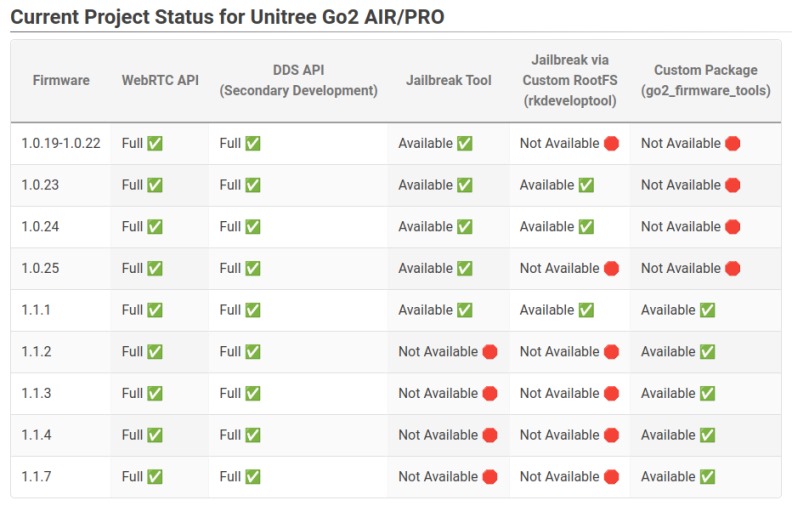 Current Project Status for Unitree Go2 AIR/PRO
Firmware WebRTC API DDS API (Secondary Development) Jailbreak Tool Jailbreak via Custom RootFS (rkdeveloptool) Custom Package (go2_firmware_tools)
1.0.19-1.0.22 Full ✅ Full ✅ Available ✅ Not Available 🛑 Not Available 🛑
1.0.23 Full ✅ Full ✅ Available ✅ Available ✅ Not Available 🛑
1.0.24 Full ✅ Full ✅ Available ✅ Available ✅ Not Available 🛑
1.0.25 Full ✅ Full ✅ Available ✅ Not Available 🛑 Not Available 🛑
1.1.1 Full ✅ Full ✅ Available ✅ Available ✅ Available ✅
1.1.2 Full ✅ Full ✅ Not Available 🛑 Not Available 🛑 Available ✅
1.1.3 Full ✅ Full ✅ Not Available 🛑 Not Available 🛑 Available ✅
1.1.4 Full ✅ Full ✅ Not Available 🛑 Not Available 🛑 Available ✅
1.1.7 Full ✅ Full ✅ Not Available 🛑 Not Available 🛑 Available ✅